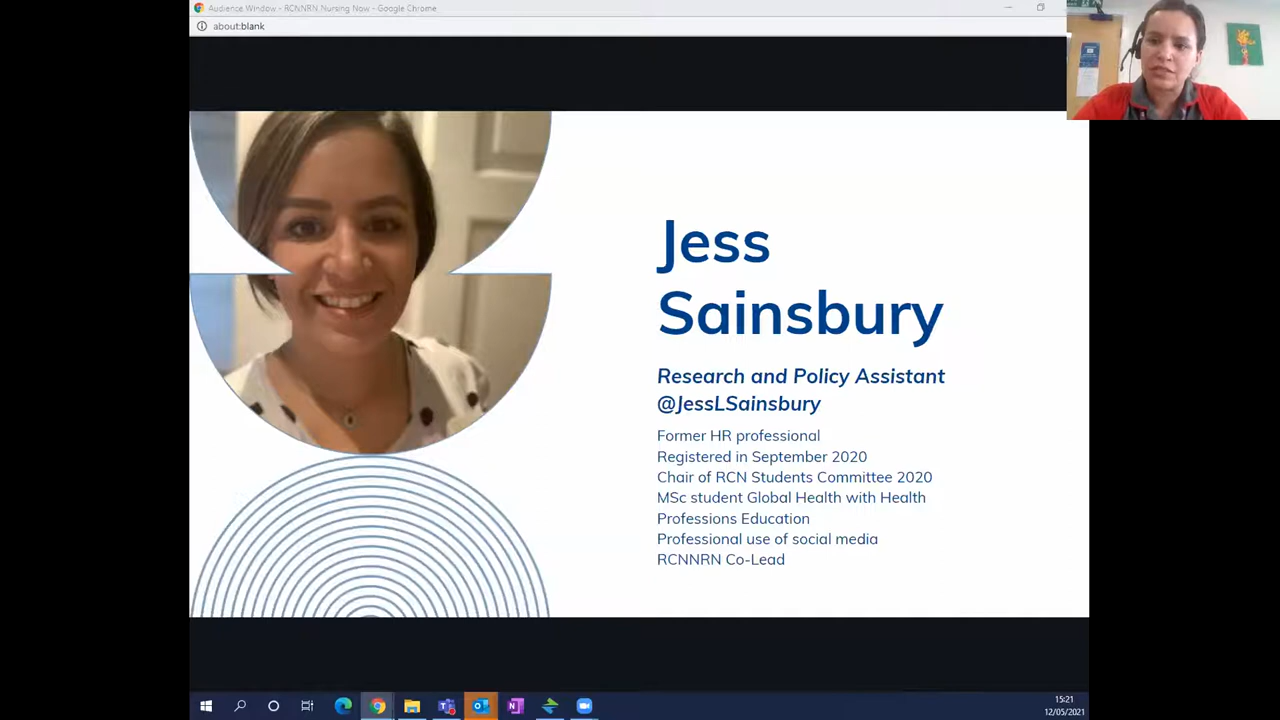 Audience Window - RCNNRN Nursing Now - Google Chrome
about:blank
Jess
Sainsbury
Research and Policy Assistant
@JessLSainsbury
Former HR professional
Registered in September 2020
Chair of RCN Students Committee 2020
MSc student Global Health with Health
Professions Education
Professional use of social media
RCNNRN Co-Lead
15:21
12/05/2021